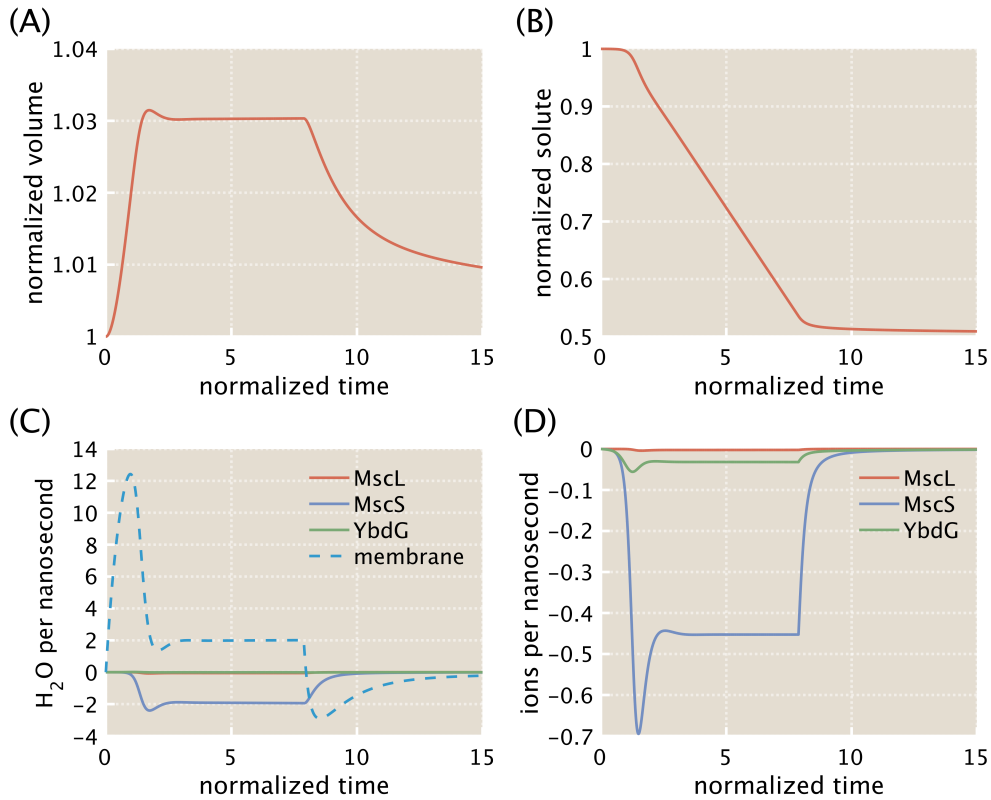 (A)
normalized volume
1.04
1.03
1.02
1.01
1
0 5 10 15
normalized time
(B)
normalized solute
1
0.9
0.8
0.7
0.6
0.5
0 5 10 15
normalized time
(C)
H₂O per nanosecond
14
12
10
8
6
4
2
0
−2
−4
MscL
MscS
YbdG
membrane
0 5 10 15
normalized time
(D)
ions per nanosecond
0
−0.1
−0.2
−0.3
−0.4
−0.5
−0.6
−0.7
MscL
MscS
YbdG
0 5 10 15
normalized time